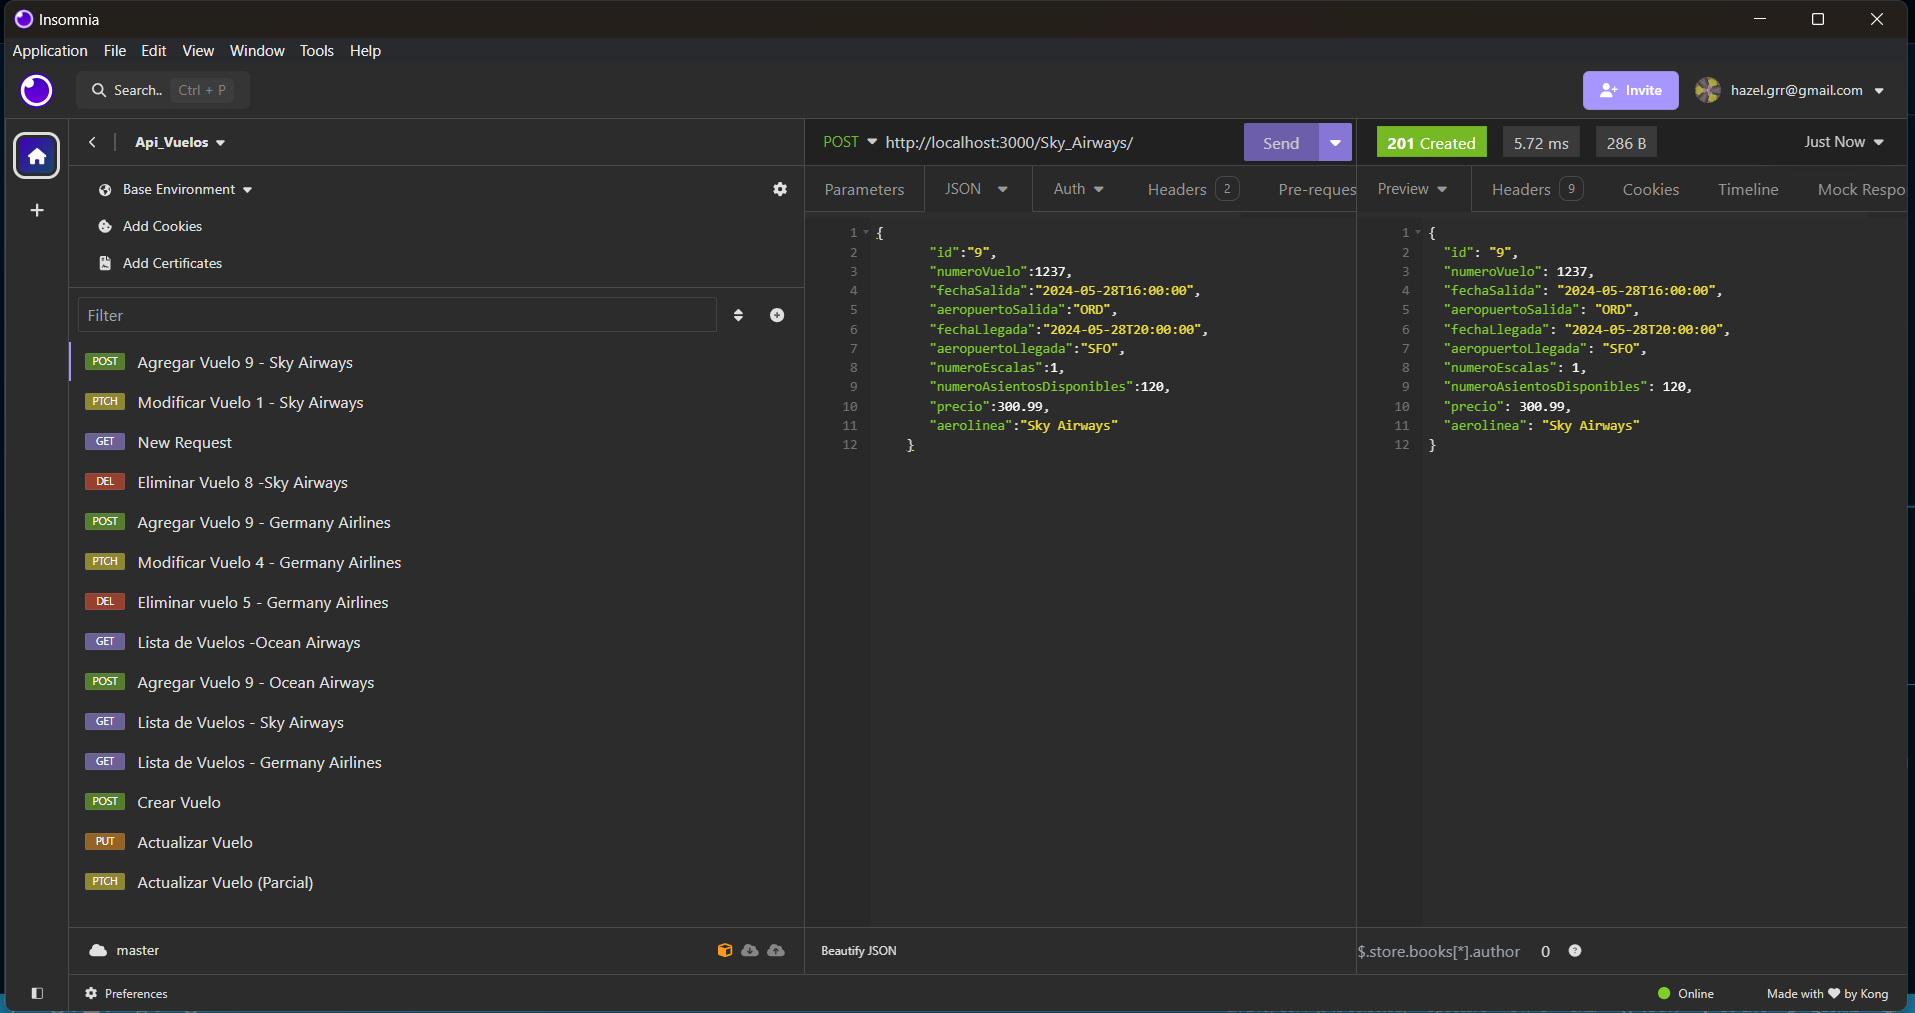 Insomnia
Application File Edit View Window Tools Help
Search.. Ctrl + P
Invite
hazel.grr@gmail.com
Api_Vuelos
POST http://localhost:3000/Sky_Airways/
Send
201 Created
5.72 ms
286 B
Just Now
Base Environment
Parameters JSON Auth Headers 2 Pre-reques
Preview Headers 9 Cookies Timeline Mock Respo
Add Cookies
Add Certificates
Filter
POST Agregar Vuelo 9 - Sky Airways
PTCH Modificar Vuelo 1 - Sky Airways
GET New Request
DEL Eliminar Vuelo 8 -Sky Airways
POST Agregar Vuelo 9 - Germany Airlines
PTCH Modificar Vuelo 4 - Germany Airlines
DEL Eliminar vuelo 5 - Germany Airlines
GET Lista de Vuelos -Ocean Airways
POST Agregar Vuelo 9 - Ocean Airways
GET Lista de Vuelos - Sky Airways
GET Lista de Vuelos - Germany Airlines
POST Crear Vuelo
PUT Actualizar Vuelo
PTCH Actualizar Vuelo (Parcial)
1 {
2 "id":"9",
3 "numeroVuelo":1237,
4 "fechaSalida":"2024-05-28T16:00:00",
5 "aeropuertoSalida":"ORD",
6 "fechaLlegada":"2024-05-28T20:00:00",
7 "aeropuertoLlegada":"SFO",
8 "numeroEscalas":1,
9 "numeroAsientosDisponibles":120,
10 "precio":300.99,
11 "aerolinea":"Sky Airways"
12 }
1 {
2 "id": "9",
3 "numeroVuelo": 1237,
4 "fechaSalida": "2024-05-28T16:00:00",
5 "aeropuertoSalida": "ORD",
6 "fechaLlegada": "2024-05-28T20:00:00",
7 "aeropuertoLlegada": "SFO",
8 "numeroEscalas": 1,
9 "numeroAsientosDisponibles": 120,
10 "precio": 300.99,
11 "aerolinea": "Sky Airways"
12 }
master
Beautify JSON
$.store.books[*].author 0
Preferences
Online
Made with ♥ by Kong